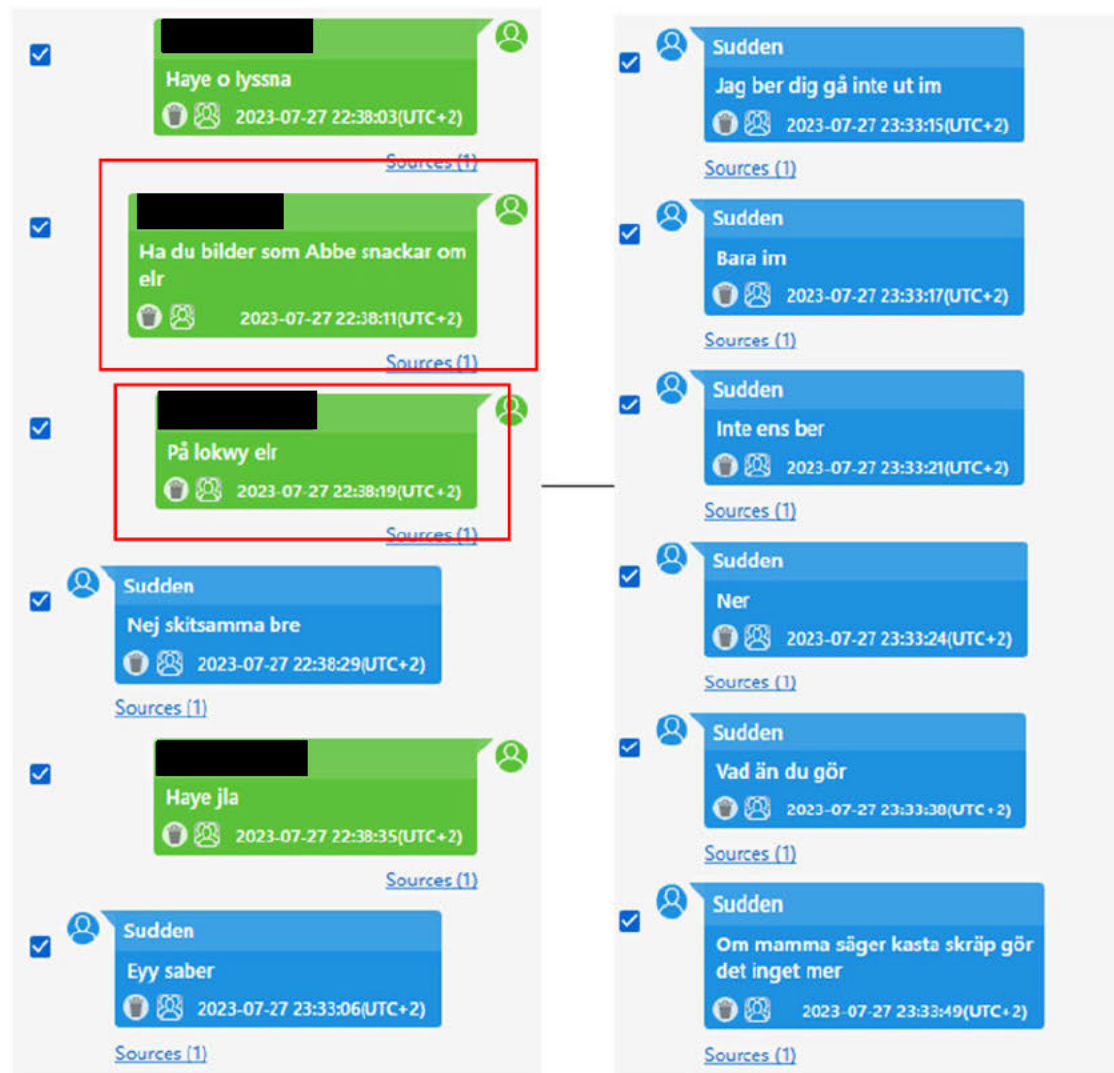 Haye o lyssna
2023-07-27 22:38:03(UTC+2)
Sources (1)
Ha du bilder som Abbe snackar om
elr
2023-07-27 22:38:11(UTC+2)
Sources (1)
På lokwy elr
2023-07-27 22:38:19(UTC+2)
Sources (1)
Sudden
Nej skitsamma bre
2023-07-27 22:38:29(UTC+2)
Sources (1)
Haye jla
2023-07-27 22:38:35(UTC+2)
Sources (1)
Sudden
Eyy saber
2023-07-27 23:33:06(UTC+2)
Sources (1)
Sudden
Jag ber dig gå inte ut im
2023-07-27 23:33:15(UTC+2)
Sources (1)
Sudden
Bara im
2023-07-27 23:33:17(UTC+2)
Sources (1)
Sudden
Inte ens ber
2023-07-27 23:33:21(UTC+2)
Sources (1)
Sudden
Ner
2023-07-27 23:33:24(UTC+2)
Sources (1)
Sudden
Vad än du gör
2023-07-27 23:33:38(UTC+2)
Sources (1)
Sudden
Om mamma säger kasta skräp gör
det inget mer
2023-07-27 23:33:49(UTC+2)
Sources (1)